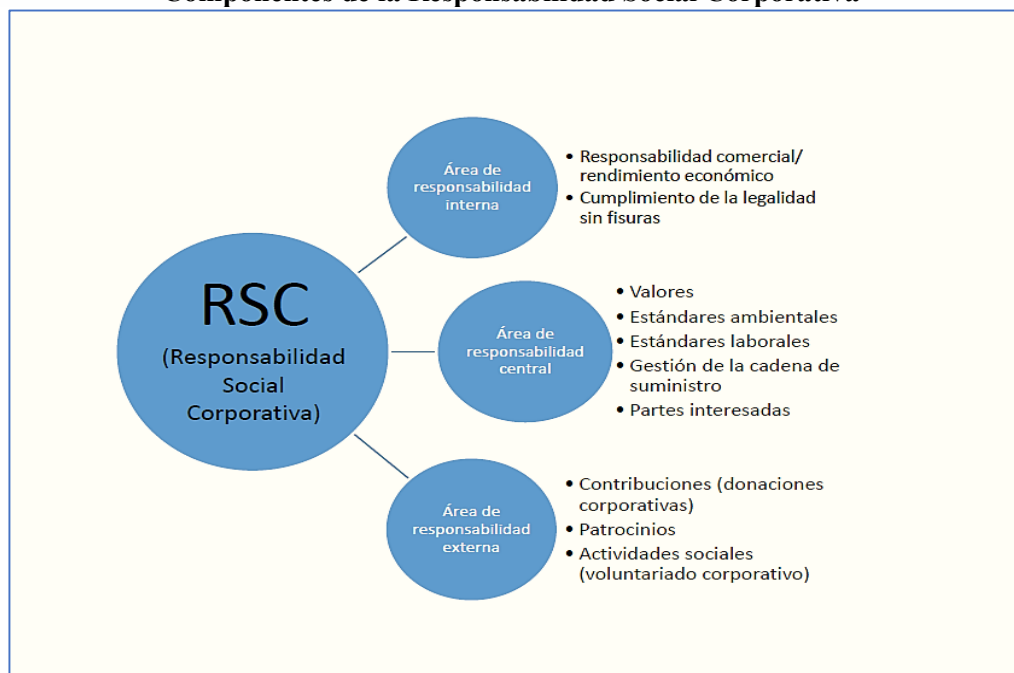 Componentes de la Responsabilidad Social Corporativa
RSC
(Responsabilidad
Social
Corporativa)
Área de
responsabilidad
interna
• Responsabilidad comercial/
rendimiento económico
• Cumplimiento de la legalidad
sin fisuras
Área de
responsabilidad
central
• Valores
• Estándares ambientales
• Estándares laborales
• Gestión de la cadena de
suministro
• Partes interesadas
Área de
responsabilidad
externa
• Contribuciones (donaciones
corporativas)
• Patrocinios
• Actividades sociales
(voluntariado corporativo)